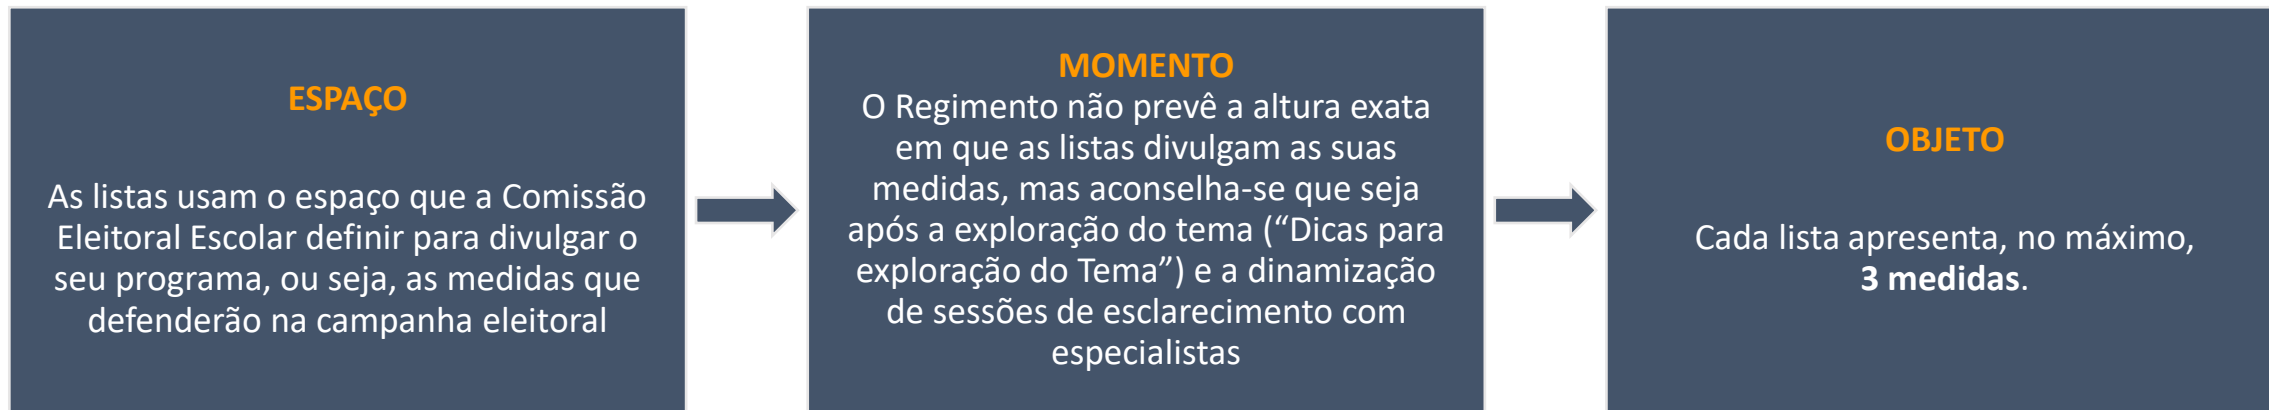 ESPAÇO
As listas usam o espaço que a Comissão
Eleitoral Escolar definir para divulgar o
seu programa, ou seja, as medidas que
defenderão na campanha eleitoral
MOMENTO
O Regimento não prevê a altura exata
em que as listas divulgam as suas
medidas, mas aconselha-se que seja
após a exploração do tema (“Dicas para
exploração do Tema”) e a dinamização
de sessões de esclarecimento com
especialistas
OBJETO
Cada lista apresenta, no máximo,
3 medidas.